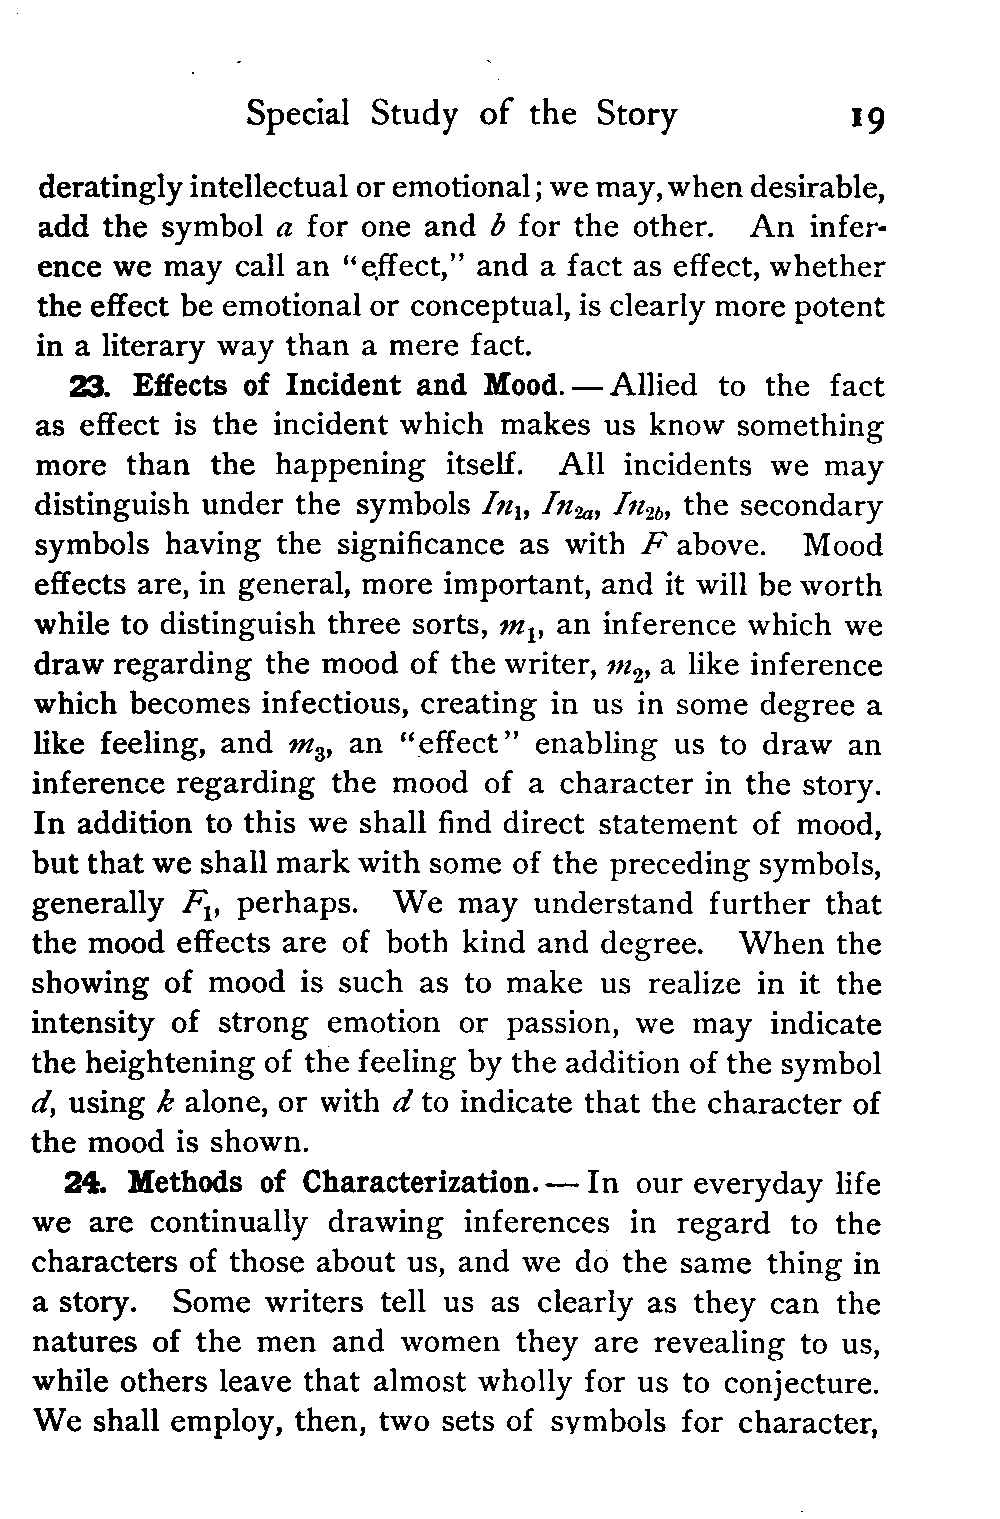 Special Study of the Story 19
deratingly intellectual or emotional; we may, when desirable,
add the symbol a for one and b for the other. An infer-
ence we may call an "effect," and a fact as effect, whether
the effect be emotional or conceptual, is clearly more potent
in a literary way than a mere fact.
23. Effects of Incident and Mood. — Allied to the fact
as effect is the incident which makes us know something
more than the happening itself. All incidents we may
distinguish under the symbols In₁, In₂ₐ, In₂b, the secondary
symbols having the significance as with F above. Mood
effects are, in general, more important, and it will be worth
while to distinguish three sorts, m₁, an inference which we
draw regarding the mood of the writer, m₂, a like inference
which becomes infectious, creating in us in some degree a
like feeling, and m₃, an "effect" enabling us to draw an
inference regarding the mood of a character in the story.
In addition to this we shall find direct statement of mood,
but that we shall mark with some of the preceding symbols,
generally F₁, perhaps. We may understand further that
the mood effects are of both kind and degree. When the
showing of mood is such as to make us realize in it the
intensity of strong emotion or passion, we may indicate
the heightening of the feeling by the addition of the symbol
d, using k alone, or with d to indicate that the character of
the mood is shown.
24. Methods of Characterization. — In our everyday life
we are continually drawing inferences in regard to the
characters of those about us, and we do the same thing in
a story. Some writers tell us as clearly as they can the
natures of the men and women they are revealing to us,
while others leave that almost wholly for us to conjecture.
We shall employ, then, two sets of symbols for character,